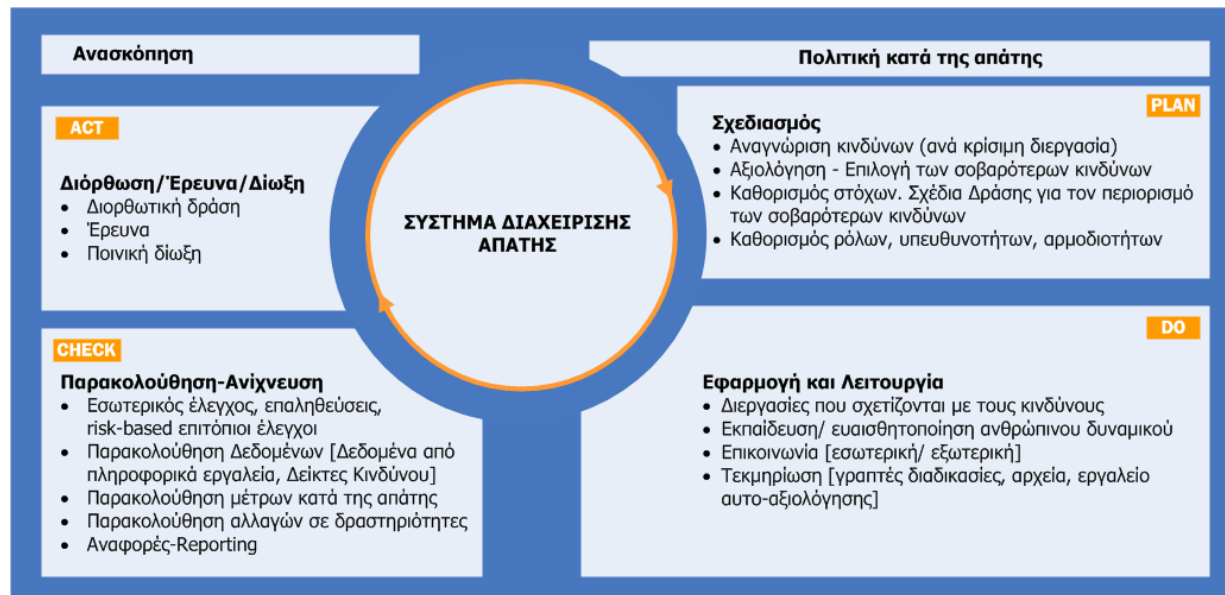 Ανασκόπηση
Πολιτική κατά της απάτης
ACT
Διόρθωση/Έρευνα/Δίωξη
• Διορθωτική δράση
• Έρευνα
• Ποινική δίωξη
PLAN
Σχεδιασμός
• Αναγνώριση κινδύνων (ανά κρίσιμη διεργασία)
• Αξιολόγηση - Επιλογή των σοβαρότερων κινδύνων
• Καθορισμός στόχων. Σχέδια Δράσης για τον περιορισμό
των σοβαρότερων κινδύνων
• Καθορισμός ρόλων, υπευθυνοτήτων, αρμοδιοτήτων
ΣΥΣΤΗΜΑ ΔΙΑΧΕΙΡΙΣΗΣ
ΑΠΑΤΗΣ
CHECK
Παρακολούθηση-Ανίχνευση
• Εσωτερικός έλεγχος, επαληθεύσεις,
risk-based επιτόπιοι έλεγχοι
• Παρακολούθηση Δεδομένων [Δεδομένα από
πληροφορικά εργαλεία, Δείκτες Κινδύνου]
• Παρακολούθηση μέτρων κατά της απάτης
• Παρακολούθηση αλλαγών σε δραστηριότητες
• Αναφορές-Reporting
DO
Εφαρμογή και Λειτουργία
• Διεργασίες που σχετίζονται με τους κινδύνους
• Εκπαίδευση/ ευαισθητοποίηση ανθρώπινου δυναμικού
• Επικοινωνία [εσωτερική/ εξωτερική]
• Τεκμηρίωση [γραπτές διαδικασίες, αρχεία, εργαλείο
αυτο-αξιολόγησης]